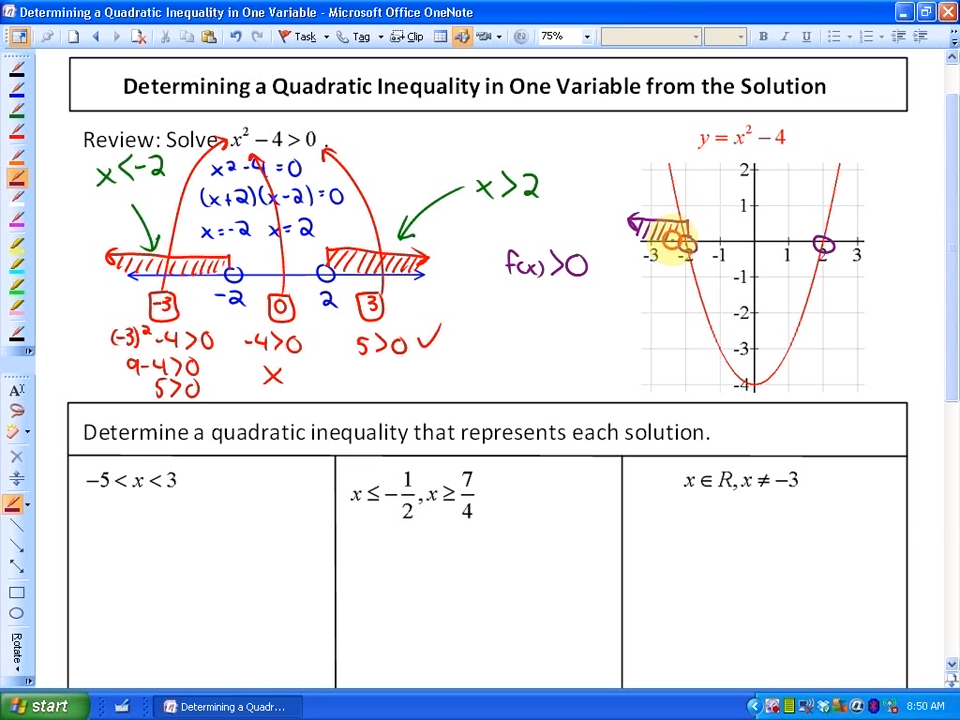 Determining a Quadratic Inequality in One Variable - Microsoft Office OneNote
Task Tag Clip 75% B I U
Determining a Quadratic Inequality in One Variable from the Solution
Review: Solve x² − 4 > 0 .
y = x² − 4
x < -2
x² - 4 = 0
(x+2)(x-2) = 0
x = -2 x = 2
x > 2
f(x) > 0
-2 2
-3 0 3
(-3)² - 4 > 0 -4 > 0 5 > 0 ✓
9 - 4 > 0 x
5 > 0
2
1
-3 -2 -1 1 2 3
-1
-2
-3
-4
Determine a quadratic inequality that represents each solution.
−5 < x < 3
x ≤ −1/2, x ≥ 7/4
x ∈ R, x ≠ −3
Rotate
start
Determining a Quadr...
8:50 AM